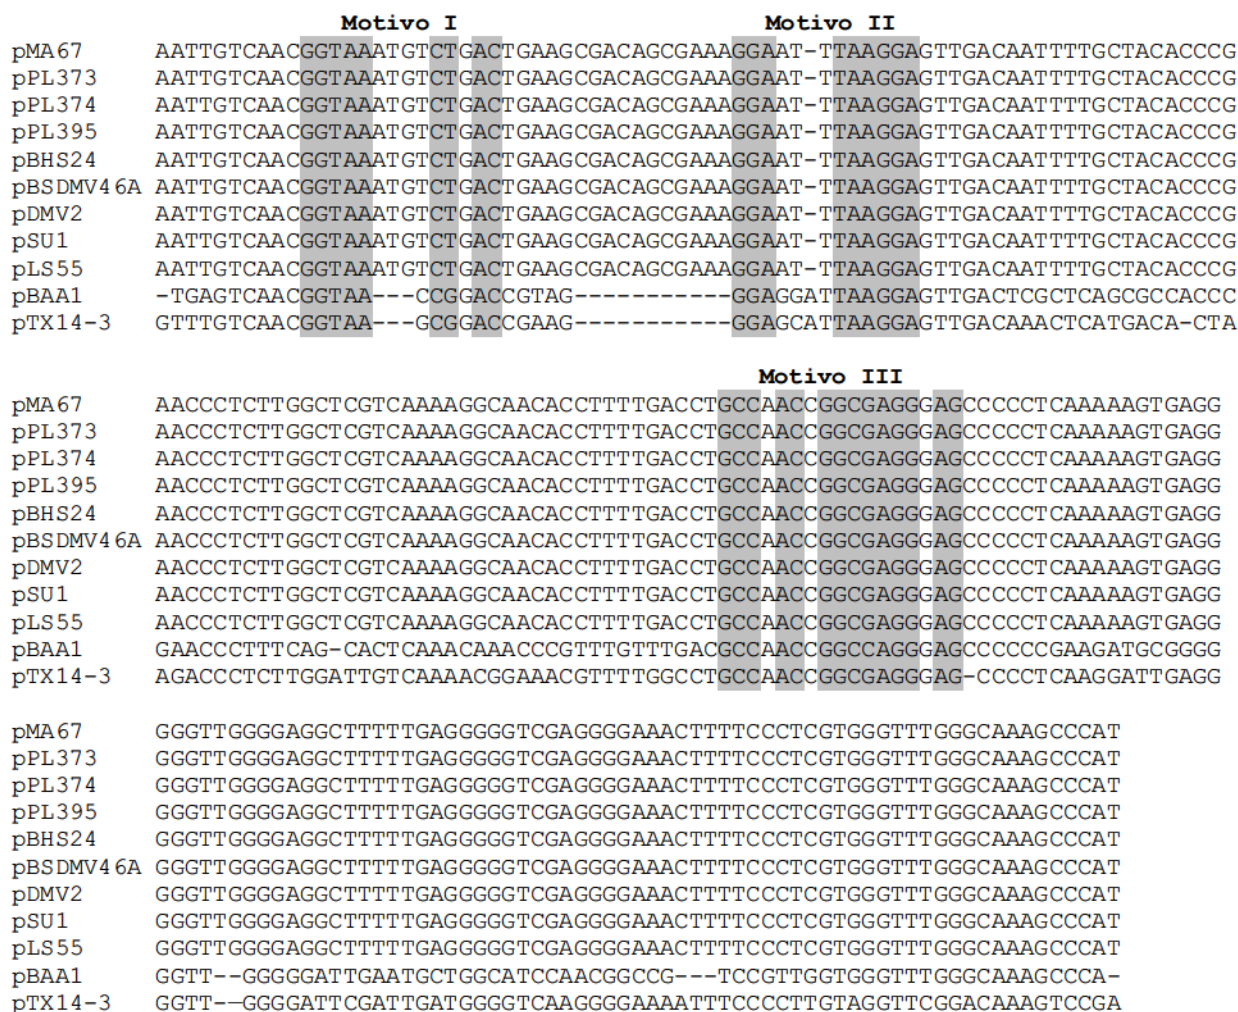 Motivo I Motivo II
pMA67 AATTGTCAACGGTAAATGTCTGACTGAAGCGACAGCGAAAGGAAT-TTAAGGAGTTGACAATTTTGCTACACCCG
pPL373 AATTGTCAACGGTAAATGTCTGACTGAAGCGACAGCGAAAGGAAT-TTAAGGAGTTGACAATTTTGCTACACCCG
pPL374 AATTGTCAACGGTAAATGTCTGACTGAAGCGACAGCGAAAGGAAT-TTAAGGAGTTGACAATTTTGCTACACCCG
pPL395 AATTGTCAACGGTAAATGTCTGACTGAAGCGACAGCGAAAGGAAT-TTAAGGAGTTGACAATTTTGCTACACCCG
pBHS24 AATTGTCAACGGTAAATGTCTGACTGAAGCGACAGCGAAAGGAAT-TTAAGGAGTTGACAATTTTGCTACACCCG
pBSDMV46A AATTGTCAACGGTAAATGTCTGACTGAAGCGACAGCGAAAGGAAT-TTAAGGAGTTGACAATTTTGCTACACCCG
pDMV2 AATTGTCAACGGTAAATGTCTGACTGAAGCGACAGCGAAAGGAAT-TTAAGGAGTTGACAATTTTGCTACACCCG
pSU1 AATTGTCAACGGTAAATGTCTGACTGAAGCGACAGCGAAAGGAAT-TTAAGGAGTTGACAATTTTGCTACACCCG
pLS55 AATTGTCAACGGTAAATGTCTGACTGAAGCGACAGCGAAAGGAAT-TTAAGGAGTTGACAATTTTGCTACACCCG
pBAA1 -TGAGTCAACGGTAA---CCGGACCGTAG-----------GGAGGATTAAGGAGTTGACTCGCTCAGCGCCACCC
pTX14-3 GTTTGTCAACGGTAA---GCGGACCGAAG-----------GGAGCATTAAGGAGTTGACAAACTCATGACA-CTA
Motivo III
pMA67 AACCCTCTTGGCTCGTCAAAAGGCAACACCTTTTGACCTGCCAACCGGCGAGGGAGCCCCCTCAAAAAGTGAGG
pPL373 AACCCTCTTGGCTCGTCAAAAGGCAACACCTTTTGACCTGCCAACCGGCGAGGGAGCCCCCTCAAAAAGTGAGG
pPL374 AACCCTCTTGGCTCGTCAAAAGGCAACACCTTTTGACCTGCCAACCGGCGAGGGAGCCCCCTCAAAAAGTGAGG
pPL395 AACCCTCTTGGCTCGTCAAAAGGCAACACCTTTTGACCTGCCAACCGGCGAGGGAGCCCCCTCAAAAAGTGAGG
pBHS24 AACCCTCTTGGCTCGTCAAAAGGCAACACCTTTTGACCTGCCAACCGGCGAGGGAGCCCCCTCAAAAAGTGAGG
pBSDMV46A AACCCTCTTGGCTCGTCAAAAGGCAACACCTTTTGACCTGCCAACCGGCGAGGGAGCCCCCTCAAAAAGTGAGG
pDMV2 AACCCTCTTGGCTCGTCAAAAGGCAACACCTTTTGACCTGCCAACCGGCGAGGGAGCCCCCTCAAAAAGTGAGG
pSU1 AACCCTCTTGGCTCGTCAAAAGGCAACACCTTTTGACCTGCCAACCGGCGAGGGAGCCCCCTCAAAAAGTGAGG
pLS55 AACCCTCTTGGCTCGTCAAAAGGCAACACCTTTTGACCTGCCAACCGGCGAGGGAGCCCCCTCAAAAAGTGAGG
pBAA1 GAACCCTTTCAG-CACTCAAACAAACCCGTTTGTTTGACGCCAACCGGCCAGGGAGCCCCCCGAAGATGCGGGG
pTX14-3 AGACCCTCTTGGATTGTCAAAACGGAAACGTTTTGGCCTGCCAACCGGCGAGGGAG-CCCCTCAAGGATTGAGG
pMA67 GGGTTGGGGAGGCTTTTTGAGGGGGTCGAGGGGAAACTTTTCCCTCGTGGGTTTGGGCAAAGCCCAT
pPL373 GGGTTGGGGAGGCTTTTTGAGGGGGTCGAGGGGAAACTTTTCCCTCGTGGGTTTGGGCAAAGCCCAT
pPL374 GGGTTGGGGAGGCTTTTTGAGGGGGTCGAGGGGAAACTTTTCCCTCGTGGGTTTGGGCAAAGCCCAT
pPL395 GGGTTGGGGAGGCTTTTTGAGGGGGTCGAGGGGAAACTTTTCCCTCGTGGGTTTGGGCAAAGCCCAT
pBHS24 GGGTTGGGGAGGCTTTTTGAGGGGGTCGAGGGGAAACTTTTCCCTCGTGGGTTTGGGCAAAGCCCAT
pBSDMV46A GGGTTGGGGAGGCTTTTTGAGGGGGTCGAGGGGAAACTTTTCCCTCGTGGGTTTGGGCAAAGCCCAT
pDMV2 GGGTTGGGGAGGCTTTTTGAGGGGGTCGAGGGGAAACTTTTCCCTCGTGGGTTTGGGCAAAGCCCAT
pSU1 GGGTTGGGGAGGCTTTTTGAGGGGGTCGAGGGGAAACTTTTCCCTCGTGGGTTTGGGCAAAGCCCAT
pLS55 GGGTTGGGGAGGCTTTTTGAGGGGGTCGAGGGGAAACTTTTCCCTCGTGGGTTTGGGCAAAGCCCAT
pBAA1 GGTT--GGGGGATTGAATGCTGGCATCCAACGGCCG---TCCGTTGGTGGGTTTGGGCAAAGCCCA-
pTX14-3 GGTT--GGGGATTCGATTGATGGGGTCAAGGGGAAAATTTCCCCTTGTAGGTTCGGACAAAGTCCGA